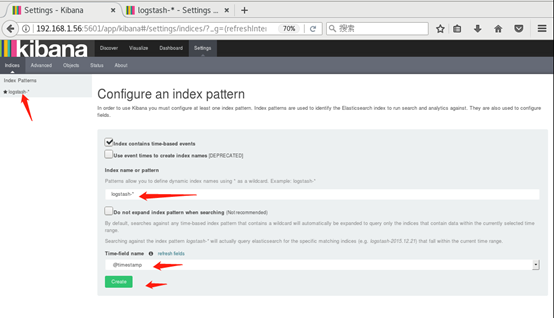 Settings - Kibana
logstash-* - Settings ...
192.168.1.56:5601/app/kibana#/settings/indices/?_g=(refreshInte
70%
搜索
kibana
Discover
Visualize
Dashboard
Settings
Indices
Advanced
Objects
Status
About
Index Patterns
logstash-*
Configure an index pattern
In order to use Kibana you must configure at least one index pattern. Index patterns are used to identify the Elasticsearch index to run search and analytics against. They are also used to configure
fields.
Index contains time-based events
Use event times to create index names [DEPRECATED]
Index name or pattern
Patterns allow you to define dynamic index names using * as a wildcard. Example: logstash-*
logstash-*
Do not expand index pattern when searching (Not recommended)
By default, searches against any time-based index pattern that contains a wildcard will automatically be expanded to query only the indices that contain data within the currently selected time
range.
Searching against the index pattern logstash-* will actually query elasticsearch for the specific matching indices (e.g. logstash-2015.12.21) that fall within the current time range.
Time-field name
refresh fields
@timestamp
Create